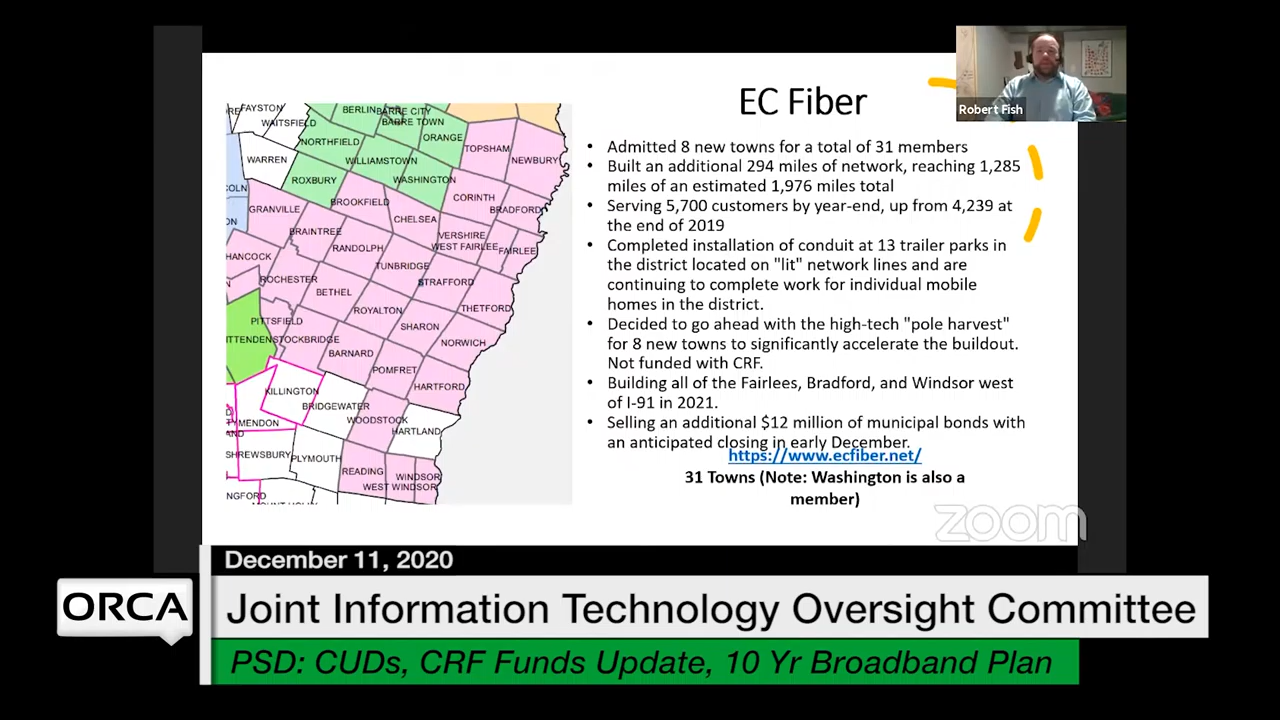 EC Fiber
Robert Fish
• Admitted 8 new towns for a total of 31 members
• Built an additional 294 miles of network, reaching 1,285
miles of an estimated 1,976 miles total
• Serving 5,700 customers by year-end, up from 4,239 at
the end of 2019
• Completed installation of conduit at 13 trailer parks in
the district located on "lit" network lines and are
continuing to complete work for individual mobile
homes in the district.
• Decided to go ahead with the high-tech "pole harvest"
for 8 new towns to significantly accelerate the buildout.
Not funded with CRF.
• Building all of the Fairlees, Bradford, and Windsor west
of I-91 in 2021.
• Selling an additional $12 million of municipal bonds with
an anticipated closing in early December.
https://www.ecfiber.net/
31 Towns (Note: Washington is also a
member)
FAYSTON
WAITSFIELD
BERLIN
BARRE CITY
BARRE TOWN
ORANGE
NORTHFIELD
TOPSHAM
NEWBURY
WARREN
WILLIAMSTOWN
ROXBURY
WASHINGTON
COLN
CORINTH
BROOKFIELD
GRANVILLE
BRADFORD
CHELSEA
ON
BRAINTREE
VERSHIRE
RANDOLPH
WEST FAIRLEE
FAIRLEE
HANCOCK
TUNBRIDGE
ROCHESTER
STRAFFORD
BETHEL
THETFORD
ROYALTON
PITTSFIELD
SHARON
ITTENDEN
STOCKBRIDGE
NORWICH
BARNARD
POMFRET
HARTFORD
KILLINGTON
BRIDGEWATER
WOODSTOCK
MENDON
HARTLAND
AND
SHREWSBURY
PLYMOUTH
READING
WINDSOR
WEST WINDSOR
NGFORD
zoom
December 11, 2020
ORCA
Joint Information Technology Oversight Committee
PSD: CUDs, CRF Funds Update, 10 Yr Broadband Plan